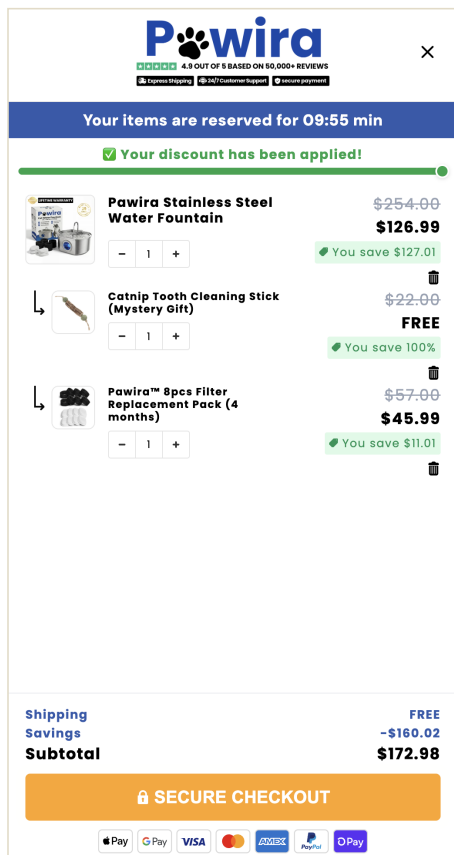 Pawira
4.9 OUT OF 5 BASED ON 50,000+ REVIEWS
Express Shipping 24/7 Customer Support secure payment
Your items are reserved for 09:55 min
Your discount has been applied!
Pawira Stainless Steel
Water Fountain
$254.00
$126.99
− 1 +
You save $127.01
Catnip Tooth Cleaning Stick
(Mystery Gift)
$22.00
FREE
− 1 +
You save 100%
Pawira™ 8pcs Filter
Replacement Pack (4
months)
$57.00
$45.99
− 1 +
You save $11.01
Shipping FREE
Savings -$160.02
Subtotal $172.98
SECURE CHECKOUT
Pay G Pay VISA AMEX PayPal Pay